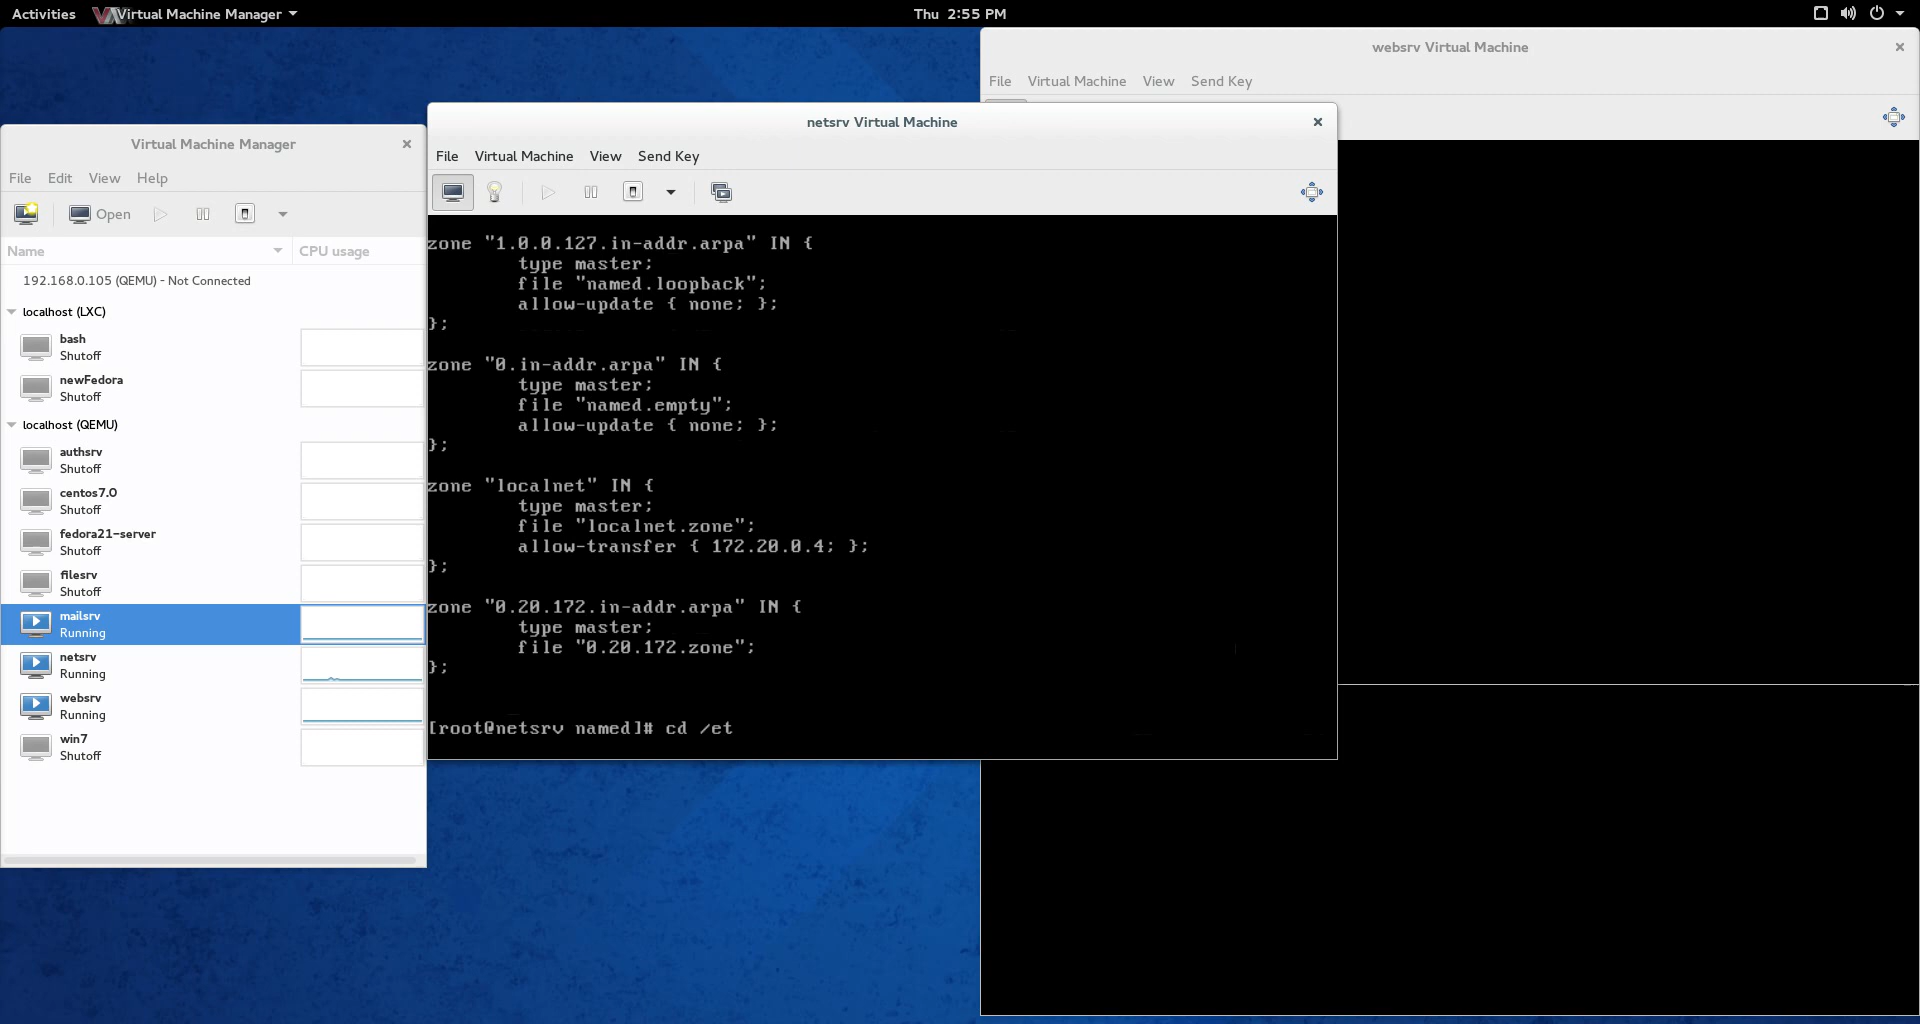 Activities Virtual Machine Manager
Thu 2:55 PM
websrv Virtual Machine
File Virtual Machine View Send Key
netsrv Virtual Machine
File Virtual Machine View Send Key
Virtual Machine Manager
File Edit View Help
Open
Name CPU usage
192.168.0.105 (QEMU) - Not Connected
localhost (LXC)
bash
Shutoff
newFedora
Shutoff
localhost (QEMU)
authsrv
Shutoff
centos7.0
Shutoff
fedora21-server
Shutoff
filesrv
Shutoff
mailsrv
Running
netsrv
Running
websrv
Running
win7
Shutoff
zone "1.0.0.127.in-addr.arpa" IN {
type master;
file "named.loopback";
allow-update { none; };
};
zone "0.in-addr.arpa" IN {
type master;
file "named.empty";
allow-update { none; };
};
zone "localnet" IN {
type master;
file "localnet.zone";
allow-transfer { 172.20.0.4; };
};
zone "0.20.172.in-addr.arpa" IN {
type master;
file "0.20.172.zone";
};
[root@netsrv named]# cd /et